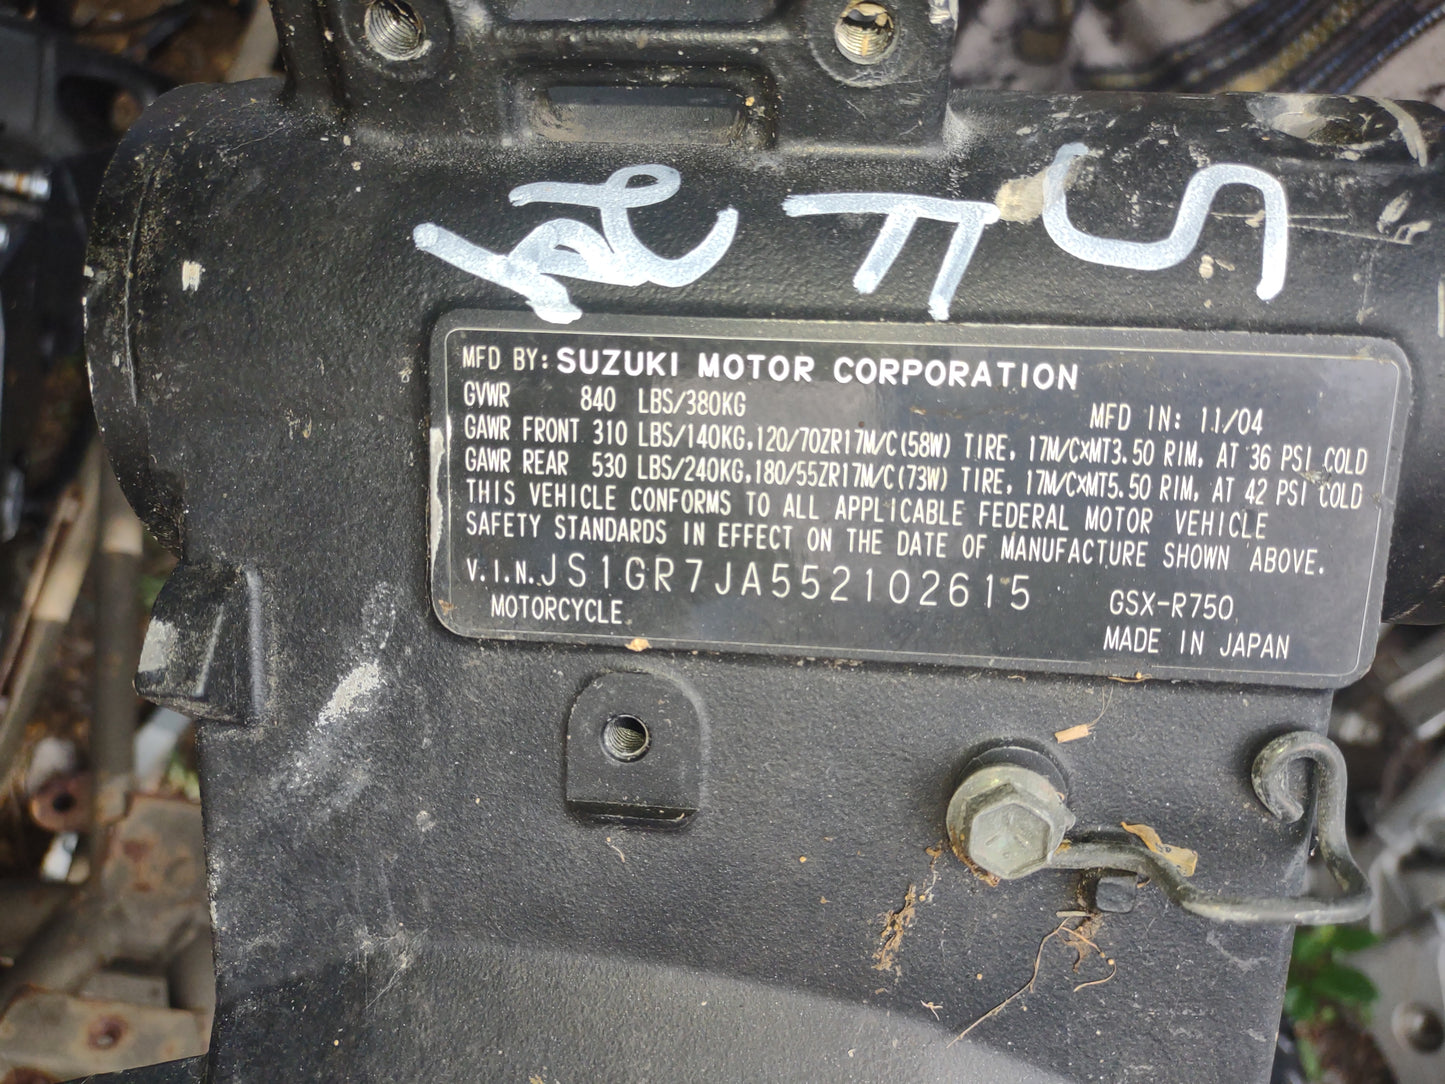 MFD BY: SUZUKI MOTOR CORPORATION
GVWR 840 LBS/380KG MFD IN: 11/04
GAWR FRONT 310 LBS/140KG, 120/70ZR17M/C(58W) TIRE, 17M/C×MT3.50 RIM, AT 36 PSI COLD
GAWR REAR 530 LBS/240KG, 180/55ZR17M/C(73W) TIRE, 17M/C×MT5.50 RIM, AT 42 PSI COLD
THIS VEHICLE CONFORMS TO ALL APPLICABLE FEDERAL MOTOR VEHICLE
SAFETY STANDARDS IN EFFECT ON THE DATE OF MANUFACTURE SHOWN ABOVE.
V.I.N. JS1GR7JA552102615 GSX-R750
MOTORCYCLE MADE IN JAPAN